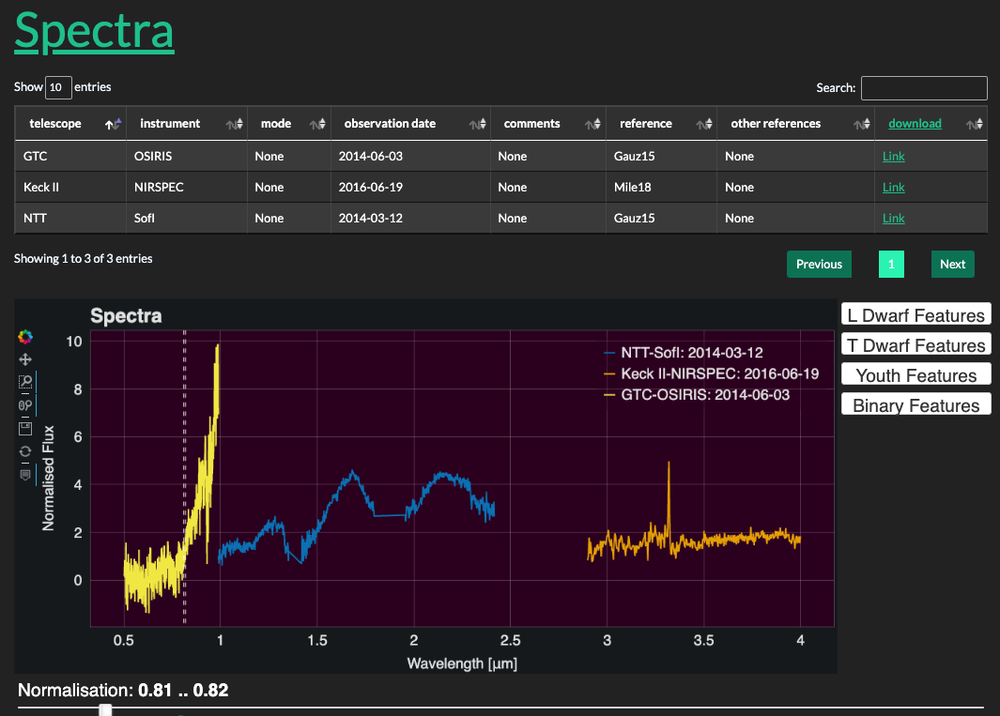 Spectra
Show 10 entries Search:
telescope instrument mode observation date comments reference other references download
GTC OSIRIS None 2014-06-03 None Gauz15 None Link
Keck II NIRSPEC None 2016-06-19 None Mile18 None Link
NTT SofI None 2014-03-12 None Gauz15 None Link
Showing 1 to 3 of 3 entries Previous 1 Next
Spectra
L Dwarf Features
T Dwarf Features
Youth Features
Binary Features
NTT-SofI: 2014-03-12
Keck II-NIRSPEC: 2016-06-19
GTC-OSIRIS: 2014-06-03
Normalised Flux
10
8
6
4
2
0
0.5 1 1.5 2 2.5 3 3.5 4
Wavelength [µm]
Normalisation: 0.81 .. 0.82